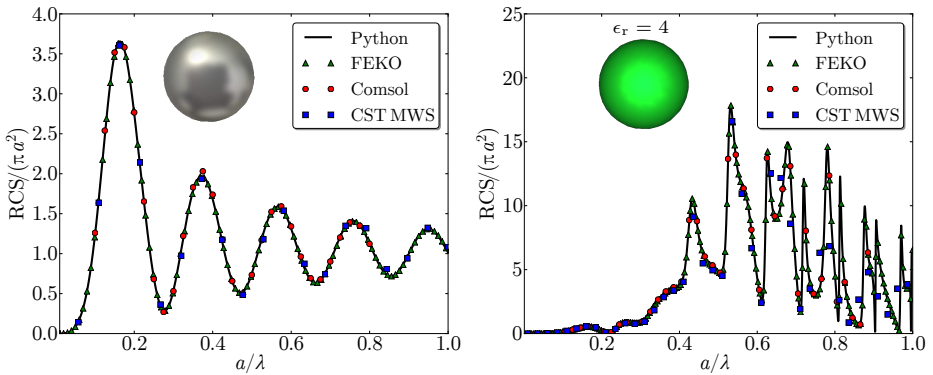 4.0
3.5
3.0
2.5
2.0
1.5
1.0
0.5
0.0
RCS/(πa²)
0.2 0.4 0.6 0.8 1.0
a/λ
Python
FEKO
Comsol
CST MWS
25
20
15
10
5
0
RCS/(πa²)
0.2 0.4 0.6 0.8 1.0
a/λ
ϵᵣ = 4
Python
FEKO
Comsol
CST MWS